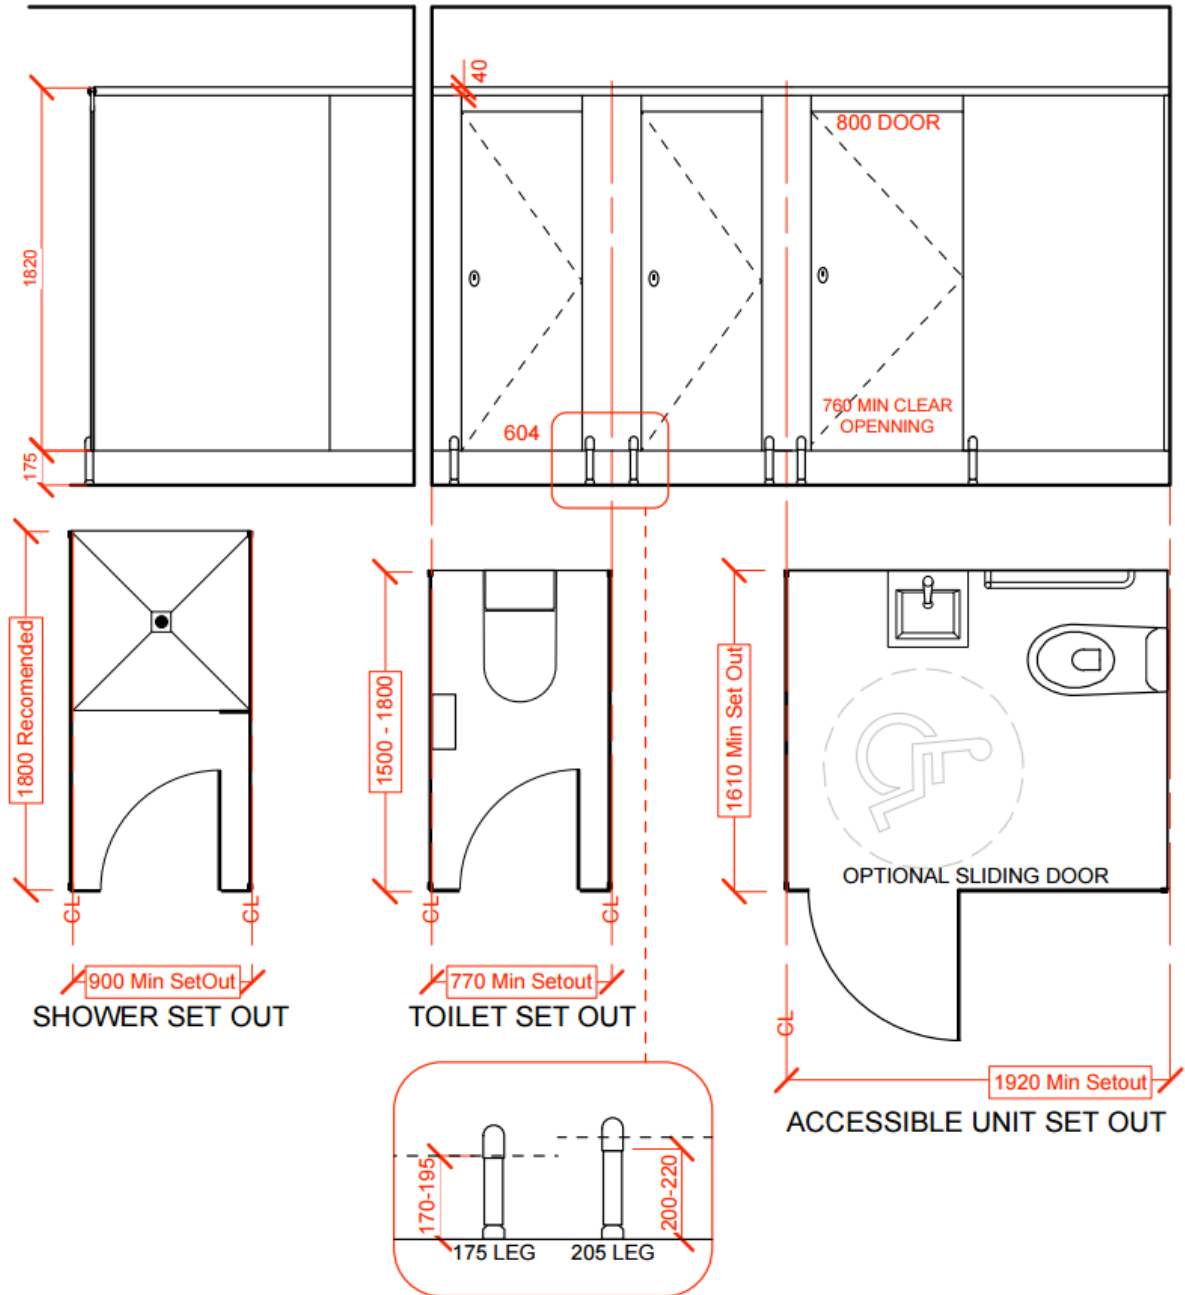 40
800 DOOR
1820
760 MIN CLEAR
OPENNING
604
175
1800 Recomended
1500 - 1800
1610 Min Set Out
OPTIONAL SLIDING DOOR
CL
CL
CL
CL
900 Min SetOut
770 Min Setout
SHOWER SET OUT
TOILET SET OUT
CL
1920 Min Setout
ACCESSIBLE UNIT SET OUT
170-195
200-220
175 LEG
205 LEG